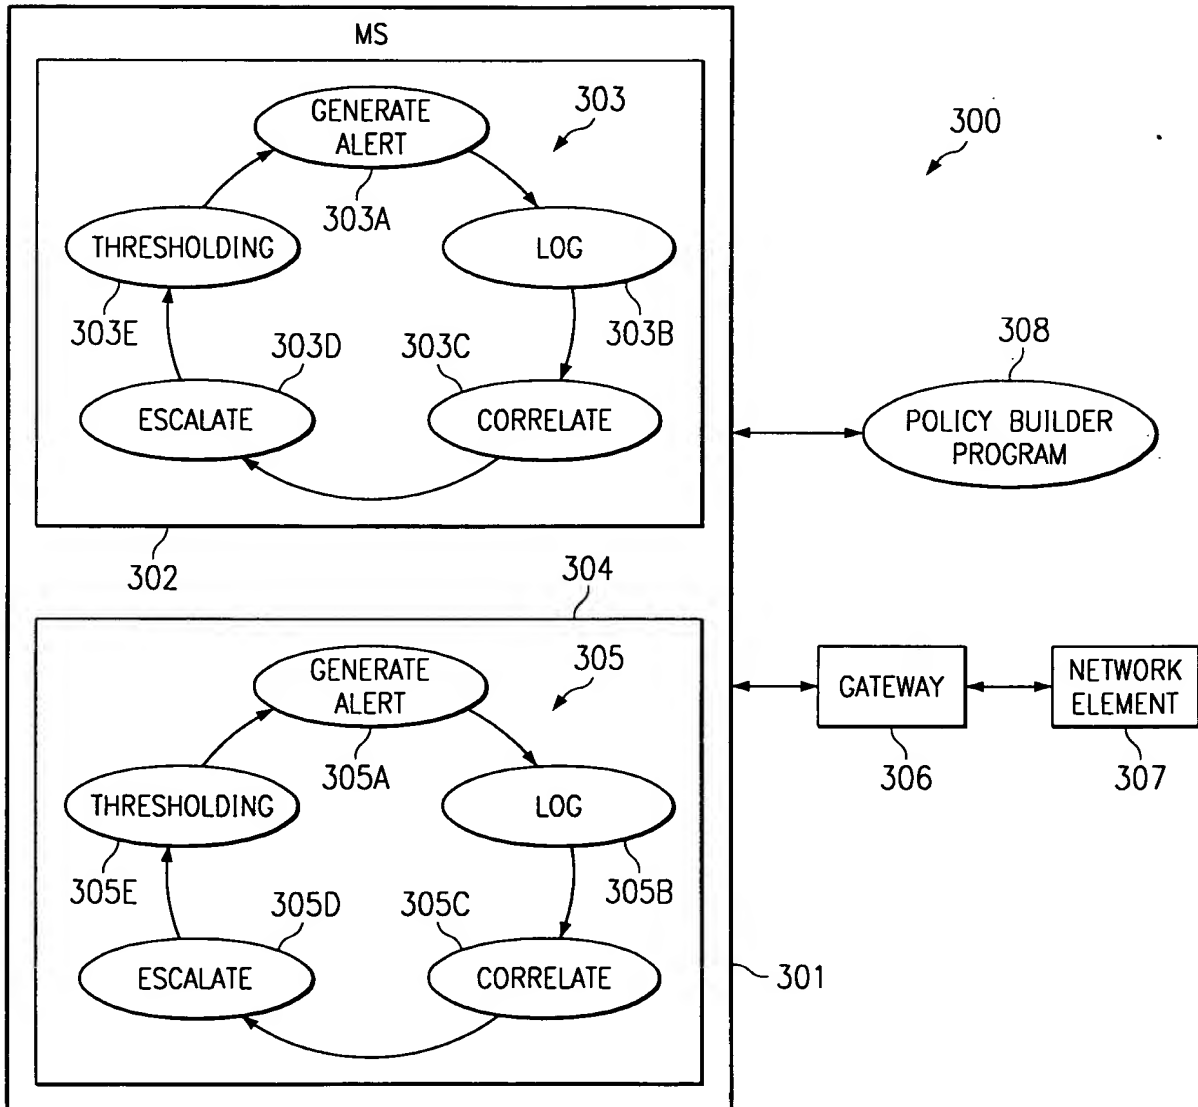 MS
GENERATE
ALERT
303
303A
300
THRESHOLDING
LOG
303E
303B
303D
303C
308
ESCALATE
CORRELATE
POLICY BUILDER
PROGRAM
302
304
GENERATE
ALERT
305
305A
GATEWAY
NETWORK
ELEMENT
306
307
THRESHOLDING
LOG
305E
305B
305D
305C
ESCALATE
CORRELATE
301